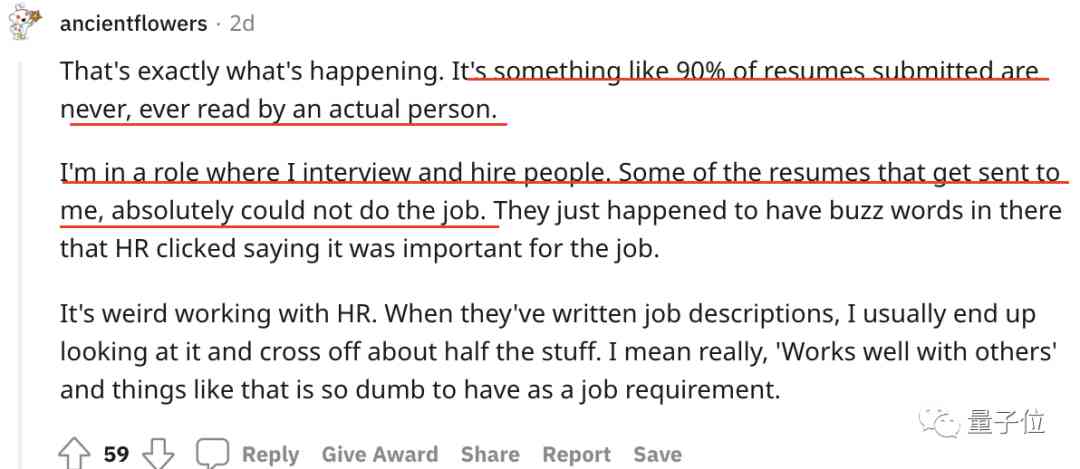 ancientflowers · 2d
That's exactly what's happening. It's something like 90% of resumes submitted are
never, ever read by an actual person.
I'm in a role where I interview and hire people. Some of the resumes that get sent to
me, absolutely could not do the job. They just happened to have buzz words in there
that HR clicked saying it was important for the job.
It's weird working with HR. When they've written job descriptions, I usually end up
looking at it and cross off about half the stuff. I mean really, 'Works well with others'
and things like that is so dumb to have as a job requirement.
59 Reply Give Award Share Report Save
量子位